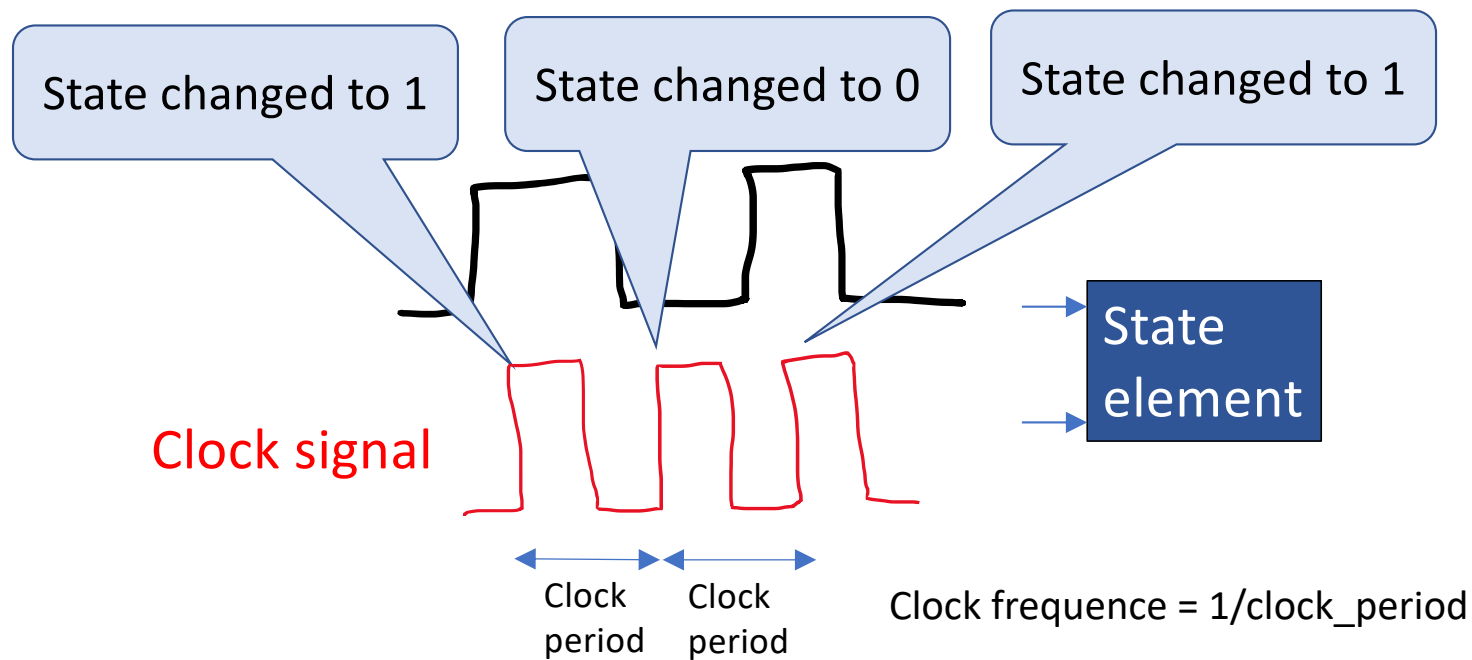 State changed to 1
State changed to 0
State changed to 1
State
element
Clock signal
Clock
period
Clock
period
Clock frequence = 1/clock_period